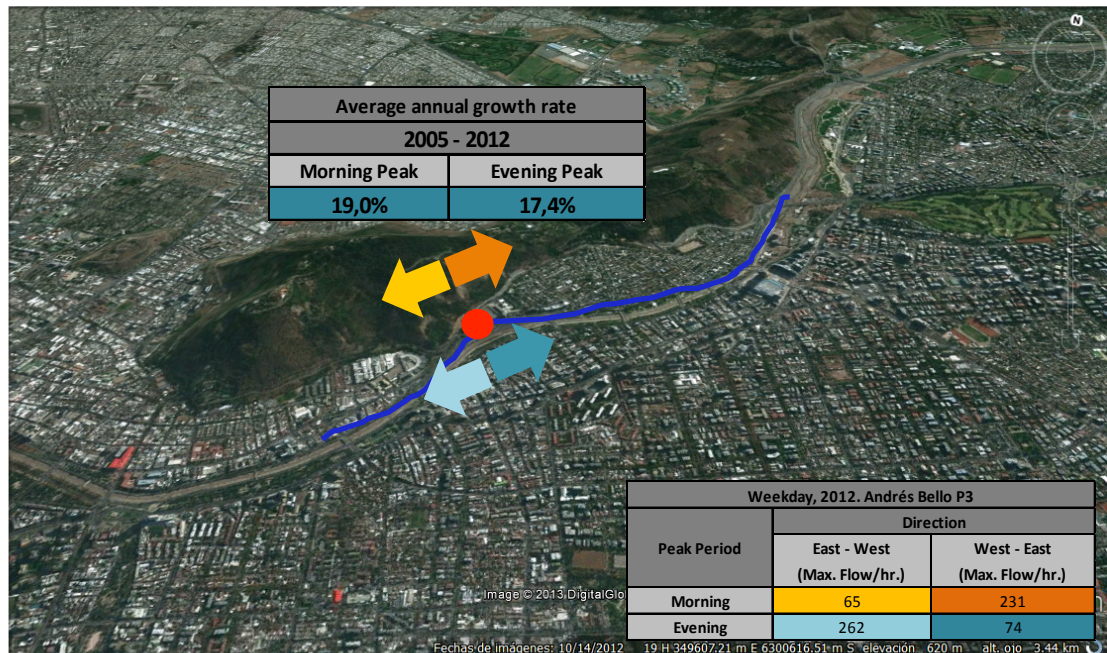 N
Average annual growth rate
2005 - 2012
Morning Peak Evening Peak
19,0% 17,4%
Weekday, 2012. Andrés Bello P3
Peak Period
Direction
East - West West - East
(Max. Flow/hr.) (Max. Flow/hr.)
Morning 65 231
Evening 262 74
Image © 2013 DigitalGlo
Fechas de imágenes: 10/14/2012 19 H 349607.21 m E 6300616.51 m S elevación 620 m alt. ojo 3.44 km